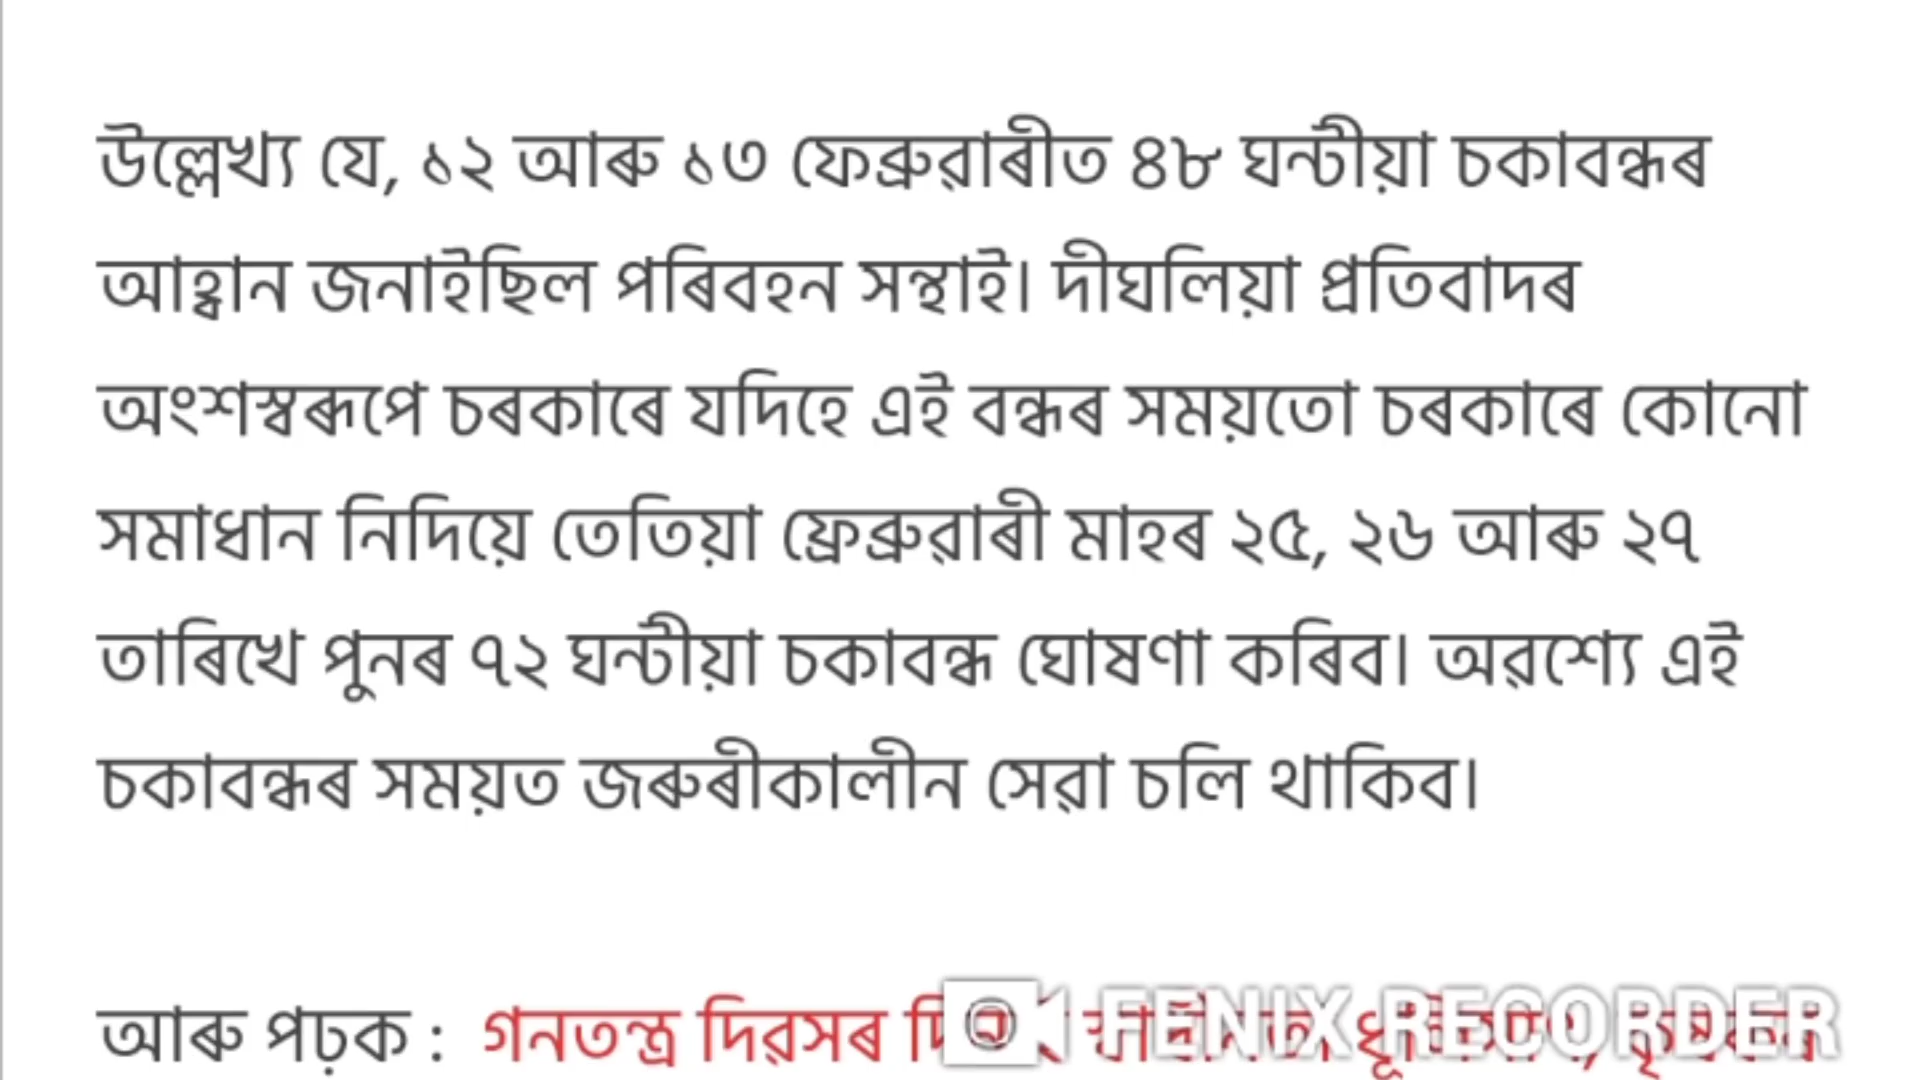 উল্লেখ্য যে, ১২ আৰু ১৩ ফেব্ৰুৱাৰীত ৪৮ ঘন্টীয়া চকাবন্ধৰ
আহ্বান জনাইছিল পৰিবহন সন্থাই। দীঘলিয়া প্ৰতিবাদৰ
অংশস্বৰূপে চৰকাৰে যদিহে এই বন্ধৰ সময়তো চৰকাৰে কোনো
সমাধান নিদিয়ে তেতিয়া ফ্ৰেব্ৰুৱাৰী মাহৰ ২৫, ২৬ আৰু ২৭
তাৰিখে পুনৰ ৭২ ঘন্টীয়া চকাবন্ধ ঘোষণা কৰিব। অৱশ্যে এই
চকাবন্ধৰ সময়ত জৰুৰীকালীন সেৱা চলি থাকিব।
আৰু পঢ়ক : গনতন্ত্ৰ দিৱসৰ
FENIX RECORDER